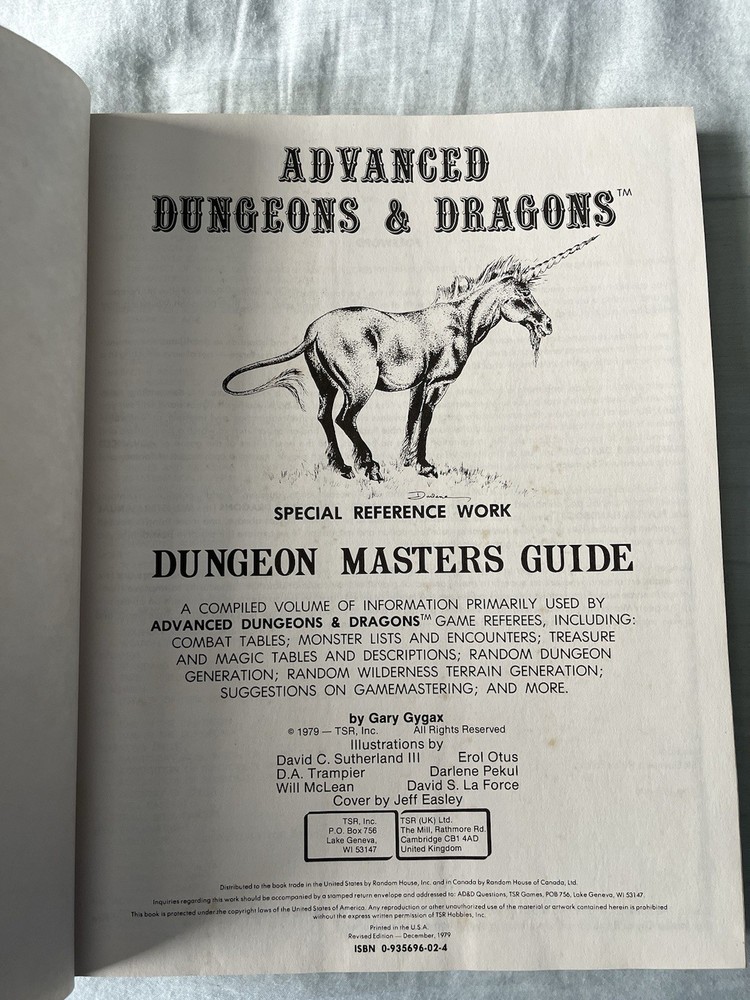 ADVANCED
DUNGEONS & DRAGONS™
Darlene
SPECIAL REFERENCE WORK
DUNGEON MASTERS GUIDE
A COMPILED VOLUME OF INFORMATION PRIMARILY USED BY
ADVANCED DUNGEONS & DRAGONS™ GAME REFEREES, INCLUDING:
COMBAT TABLES; MONSTER LISTS AND ENCOUNTERS; TREASURE
AND MAGIC TABLES AND DESCRIPTIONS; RANDOM DUNGEON
GENERATION; RANDOM WILDERNESS TERRAIN GENERATION;
SUGGESTIONS ON GAMEMASTERING; AND MORE.
by Gary Gygax
© 1979 — TSR, Inc. All Rights Reserved
Illustrations by
David C. Sutherland III Erol Otus
D.A. Trampier Darlene Pekul
Will McLean David S. La Force
Cover by Jeff Easley
TSR, Inc.
P.O. Box 756
Lake Geneva,
WI 53147
TSR (UK) Ltd.
The Mill, Rathmore Rd.
Cambridge CB1 4AD
United Kingdom
Distributed to the book trade in the United States by Random House, Inc. and in Canada by Random House of Canada, Ltd.
Inquiries regarding this work should be accompanied by a stamped return envelope and addressed to: AD&D Questions, TSR Games, POB 756, Lake Geneva, WI 53147.
This book is protected under the copyright laws of the United States of America. Any reproduction or other unauthorized use of the material or artwork contained herein is prohibited
without the express written permission of TSR Hobbies, Inc.
Printed in the U.S.A.
Revised Edition — December, 1979
ISBN 0-935696-02-4